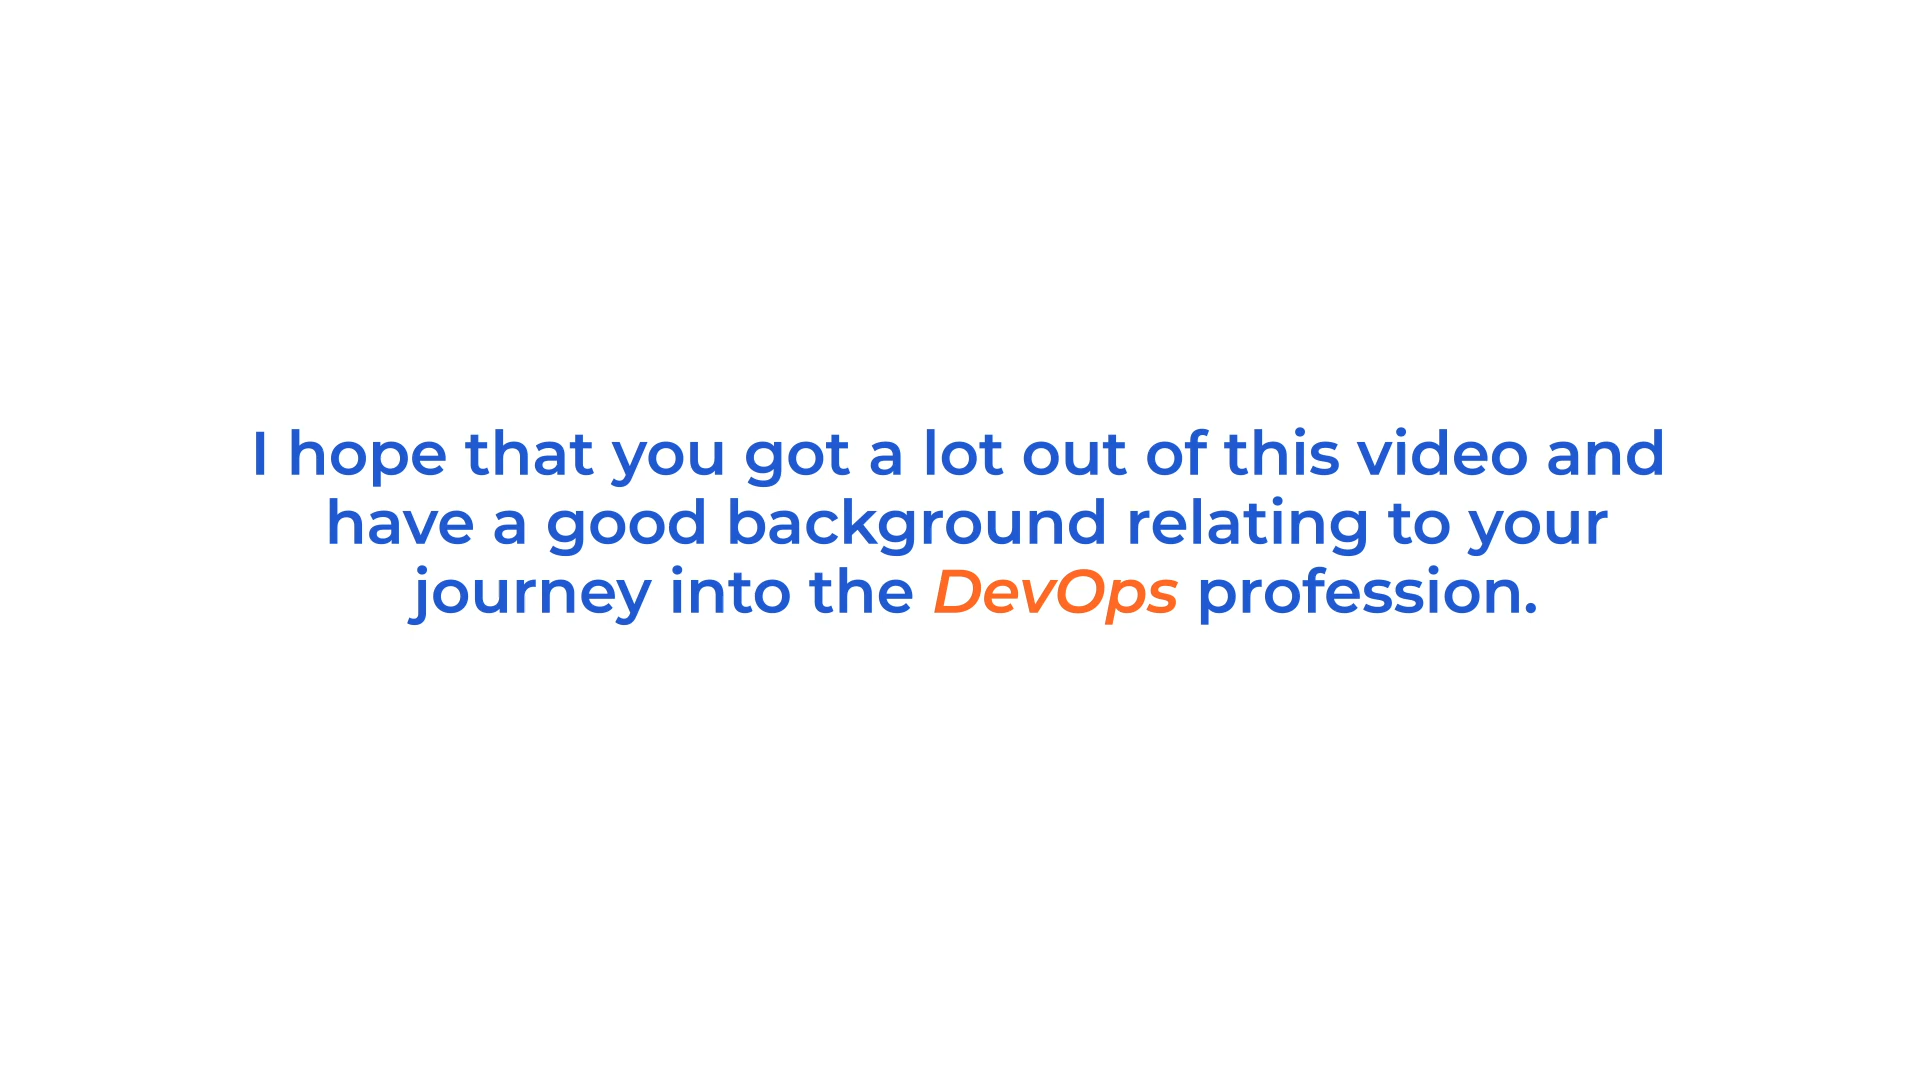 I hope that you got a lot out of this video and
have a good background relating to your
journey into the DevOps profession.